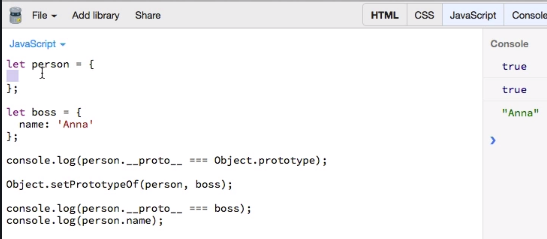 File Add library Share HTML CSS JavaScript Console
JavaScript Console
let person = {
};
let boss = {
name: 'Anna'
};
console.log(person.__proto__ === Object.prototype);
Object.setPrototypeOf(person, boss);
console.log(person.__proto__ === boss);
console.log(person.name);
true
true
"Anna"